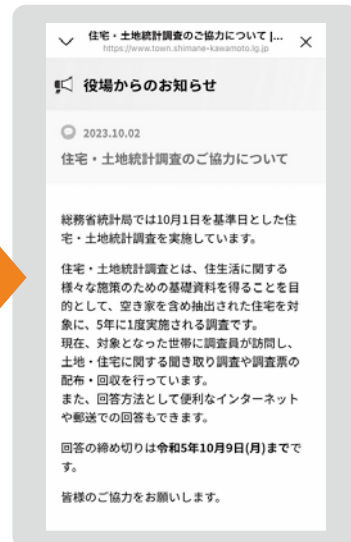 住宅・土地統計調査のご協力について |...
https://www.town.shimane-kawamoto.lg.jp
役場からのお知らせ
2023.10.02
住宅・土地統計調査のご協力について
総務省統計局では10月1日を基準日とした住
宅・土地統計調査を実施しています。
住宅・土地統計調査とは、住生活に関する
様々な施策のための基礎資料を得ることを目
的として、空き家を含め抽出された住宅を対
象に、5年に1度実施される調査です。
現在、対象となった世帯に調査員が訪問し、
土地・住宅に関する聞き取り調査や調査票の
配布・回収を行っています。
また、回答方法として便利なインターネット
や郵送での回答もできます。
回答の締め切りは令和5年10月9日(月)までで
す。
皆様のご協力をお願いします。